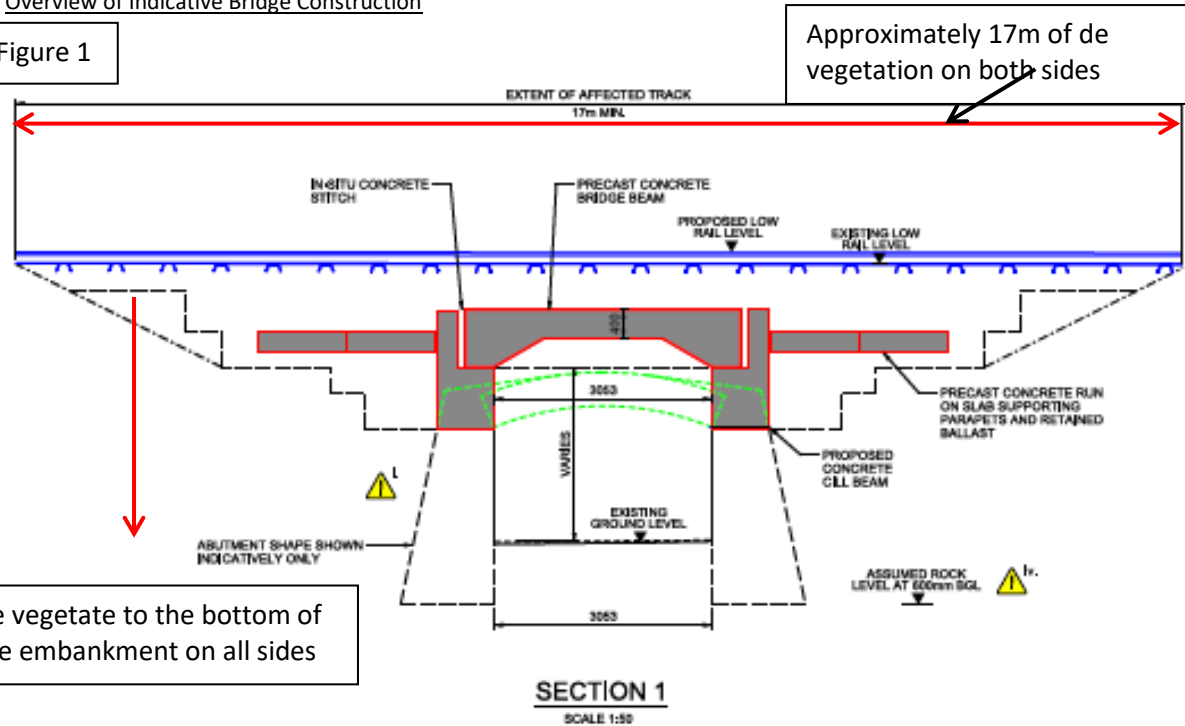 Overview of Indicative Bridge Construction
Figure 1
Approximately 17m of de
vegetation on both sides
EXTENT OF AFFECTED TRACK
17m MIN.
IN-SITU CONCRETE
STITCH
PRECAST CONCRETE
BRIDGE BEAM
PROPOSED LOW
RAIL LEVEL
EXISTING LOW
RAIL LEVEL
400
3053
VARIES
PRECAST CONCRETE RUN
ON SLAB SUPPORTING
PARAPETS AND RETAINED
BALLAST
PROPOSED
CONCRETE
CILL BEAM
I.
EXISTING
GROUND LEVEL
ABUTMENT SHAPE SHOWN
INDICATIVELY ONLY
ASSUMED ROCK
LEVEL AT 600mm BGL
Iv.
e vegetate to the bottom of
e embankment on all sides
3053
SECTION 1
SCALE 1:50